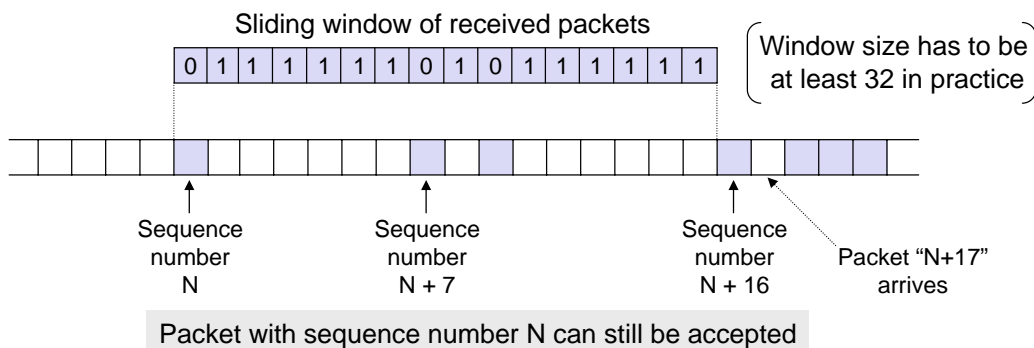 Sliding window of received packets
0 1 1 1 1 1 1 0 1 0 1 1 1 1 1 1
Window size has to be
at least 32 in practice
Sequence
number
N
Sequence
number
N + 7
Sequence
number
N + 16
Packet “N+17”
arrives
Packet with sequence number N can still be accepted